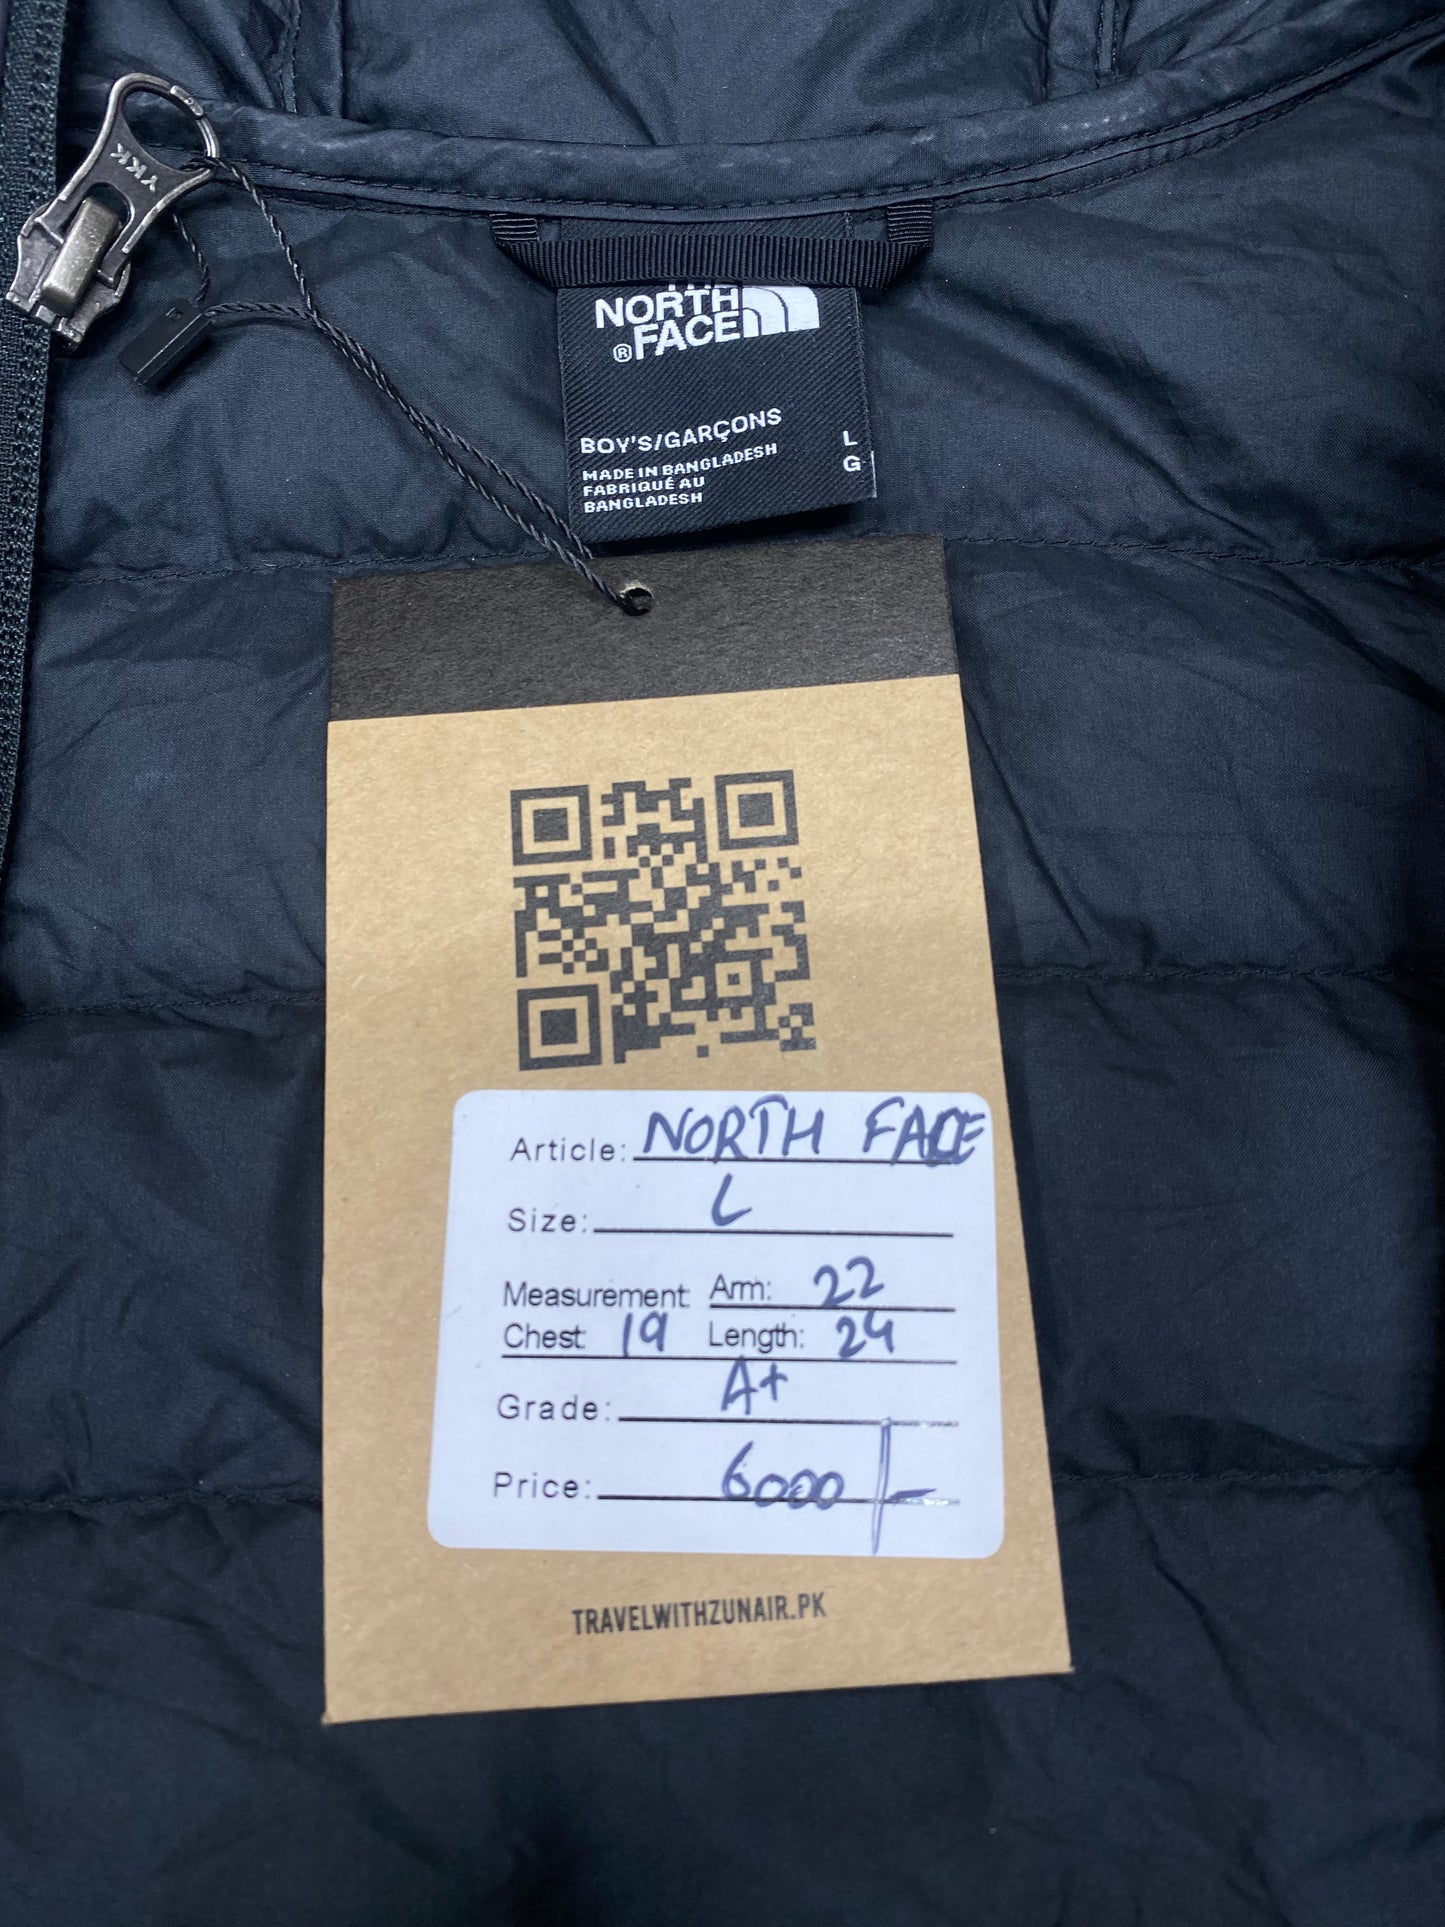 YKK
NORTH
® FACE
BOY'S/GARÇONS L
MADE IN BANGLADESH G
FABRIQUÉ AU
BANGLADESH
Article: NORTH FACE
Size: L
Measurement: Arm: 22
Chest: 19 Length: 24
Grade: A+
Price: 6000/-
TRAVELWITHZUNAIR.PK